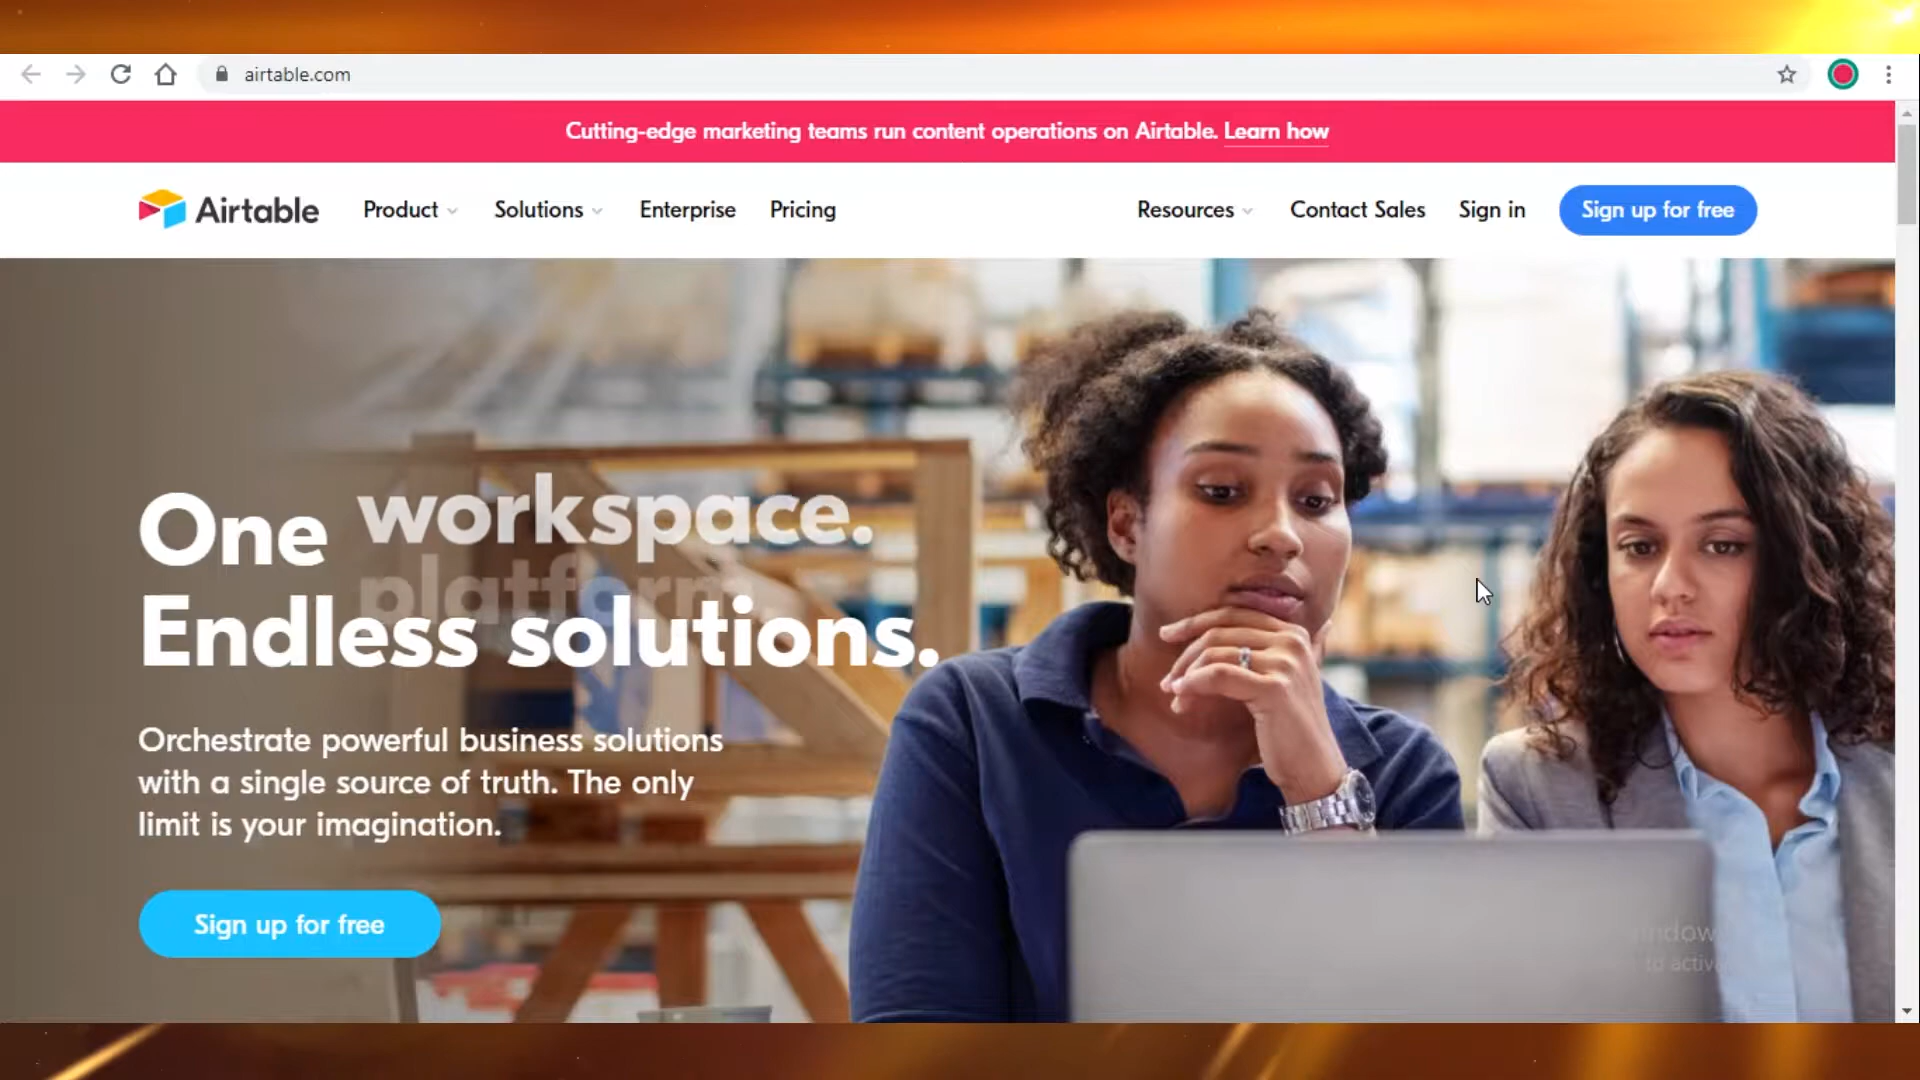 airtable.com
Cutting-edge marketing teams run content operations on Airtable. Learn how
Airtable Product Solutions Enterprise Pricing Resources Contact Sales Sign in Sign up for free
One workspace.
platform
Endless solutions.
Orchestrate powerful business solutions
with a single source of truth. The only
limit is your imagination.
Sign up for free